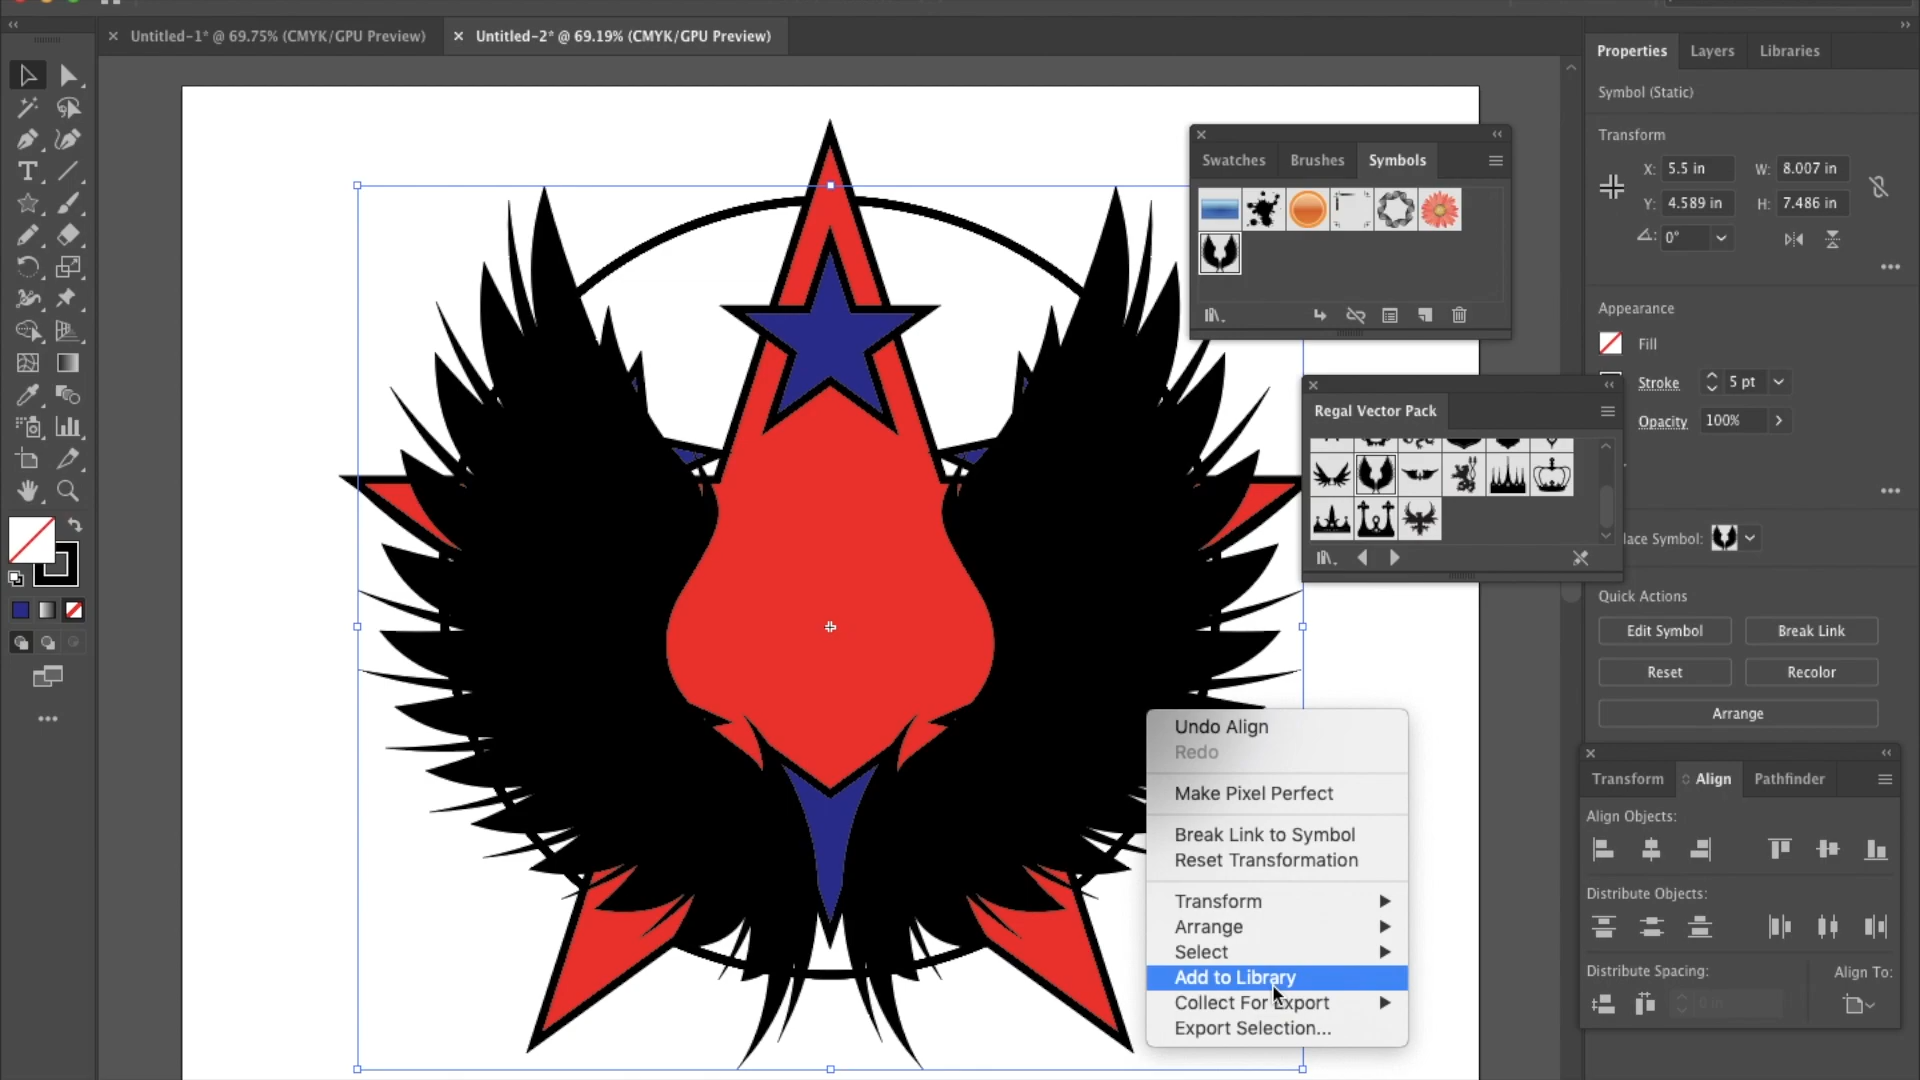 Untitled-1* @ 69.75% (CMYK/GPU Preview)
Untitled-2* @ 69.19% (CMYK/GPU Preview)
Properties
Layers
Libraries
Symbol (Static)
Transform
X:
5.5 in
W:
8.007 in
Y:
4.589 in
H:
7.486 in
0°
Appearance
Fill
Stroke
5 pt
Opacity
100%
Swatches
Brushes
Symbols
Regal Vector Pack
lace Symbol:
Quick Actions
Edit Symbol
Break Link
Reset
Recolor
Arrange
Transform
Align
Pathfinder
Align Objects:
Distribute Objects:
Distribute Spacing:
Align To:
0 in
Undo Align
Redo
Make Pixel Perfect
Break Link to Symbol
Reset Transformation
Transform
Arrange
Select
Add to Library
Collect For Export
Export Selection...